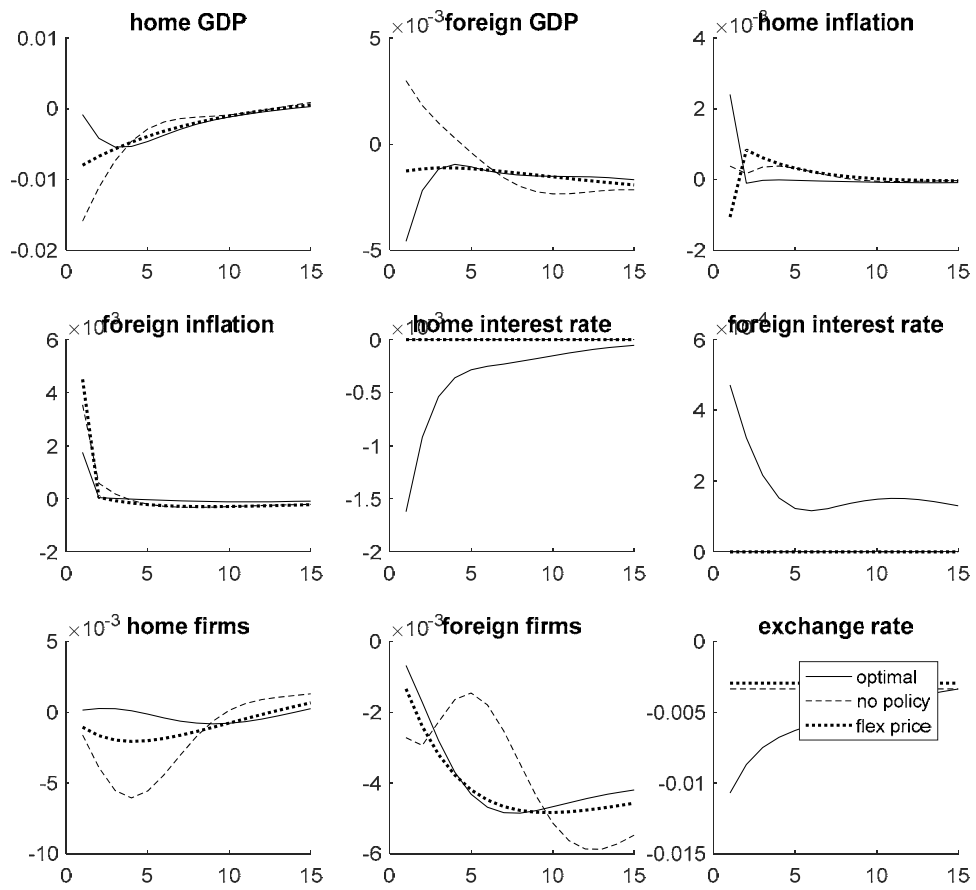 home GDP
0.01
0
-0.01
-0.02
0 5 10 15
foreign GDP
×10⁻³
5
0
-5
0 5 10 15
home inflation
4
2
0
-2
0 5 10 15
foreign inflation
6
4
2
0
-2
0 5 10 15
home interest rate
0
-0.5
-1
-1.5
-2
0 5 10 15
foreign interest rate
6
4
2
0
0 5 10 15
home firms
×10⁻³
5
0
-5
-10
0 5 10 15
foreign firms
×10⁻³
0
-2
-4
-6
0 5 10 15
exchange rate
0
-0.005
-0.01
-0.015
0 5 10 15
optimal
no policy
flex price